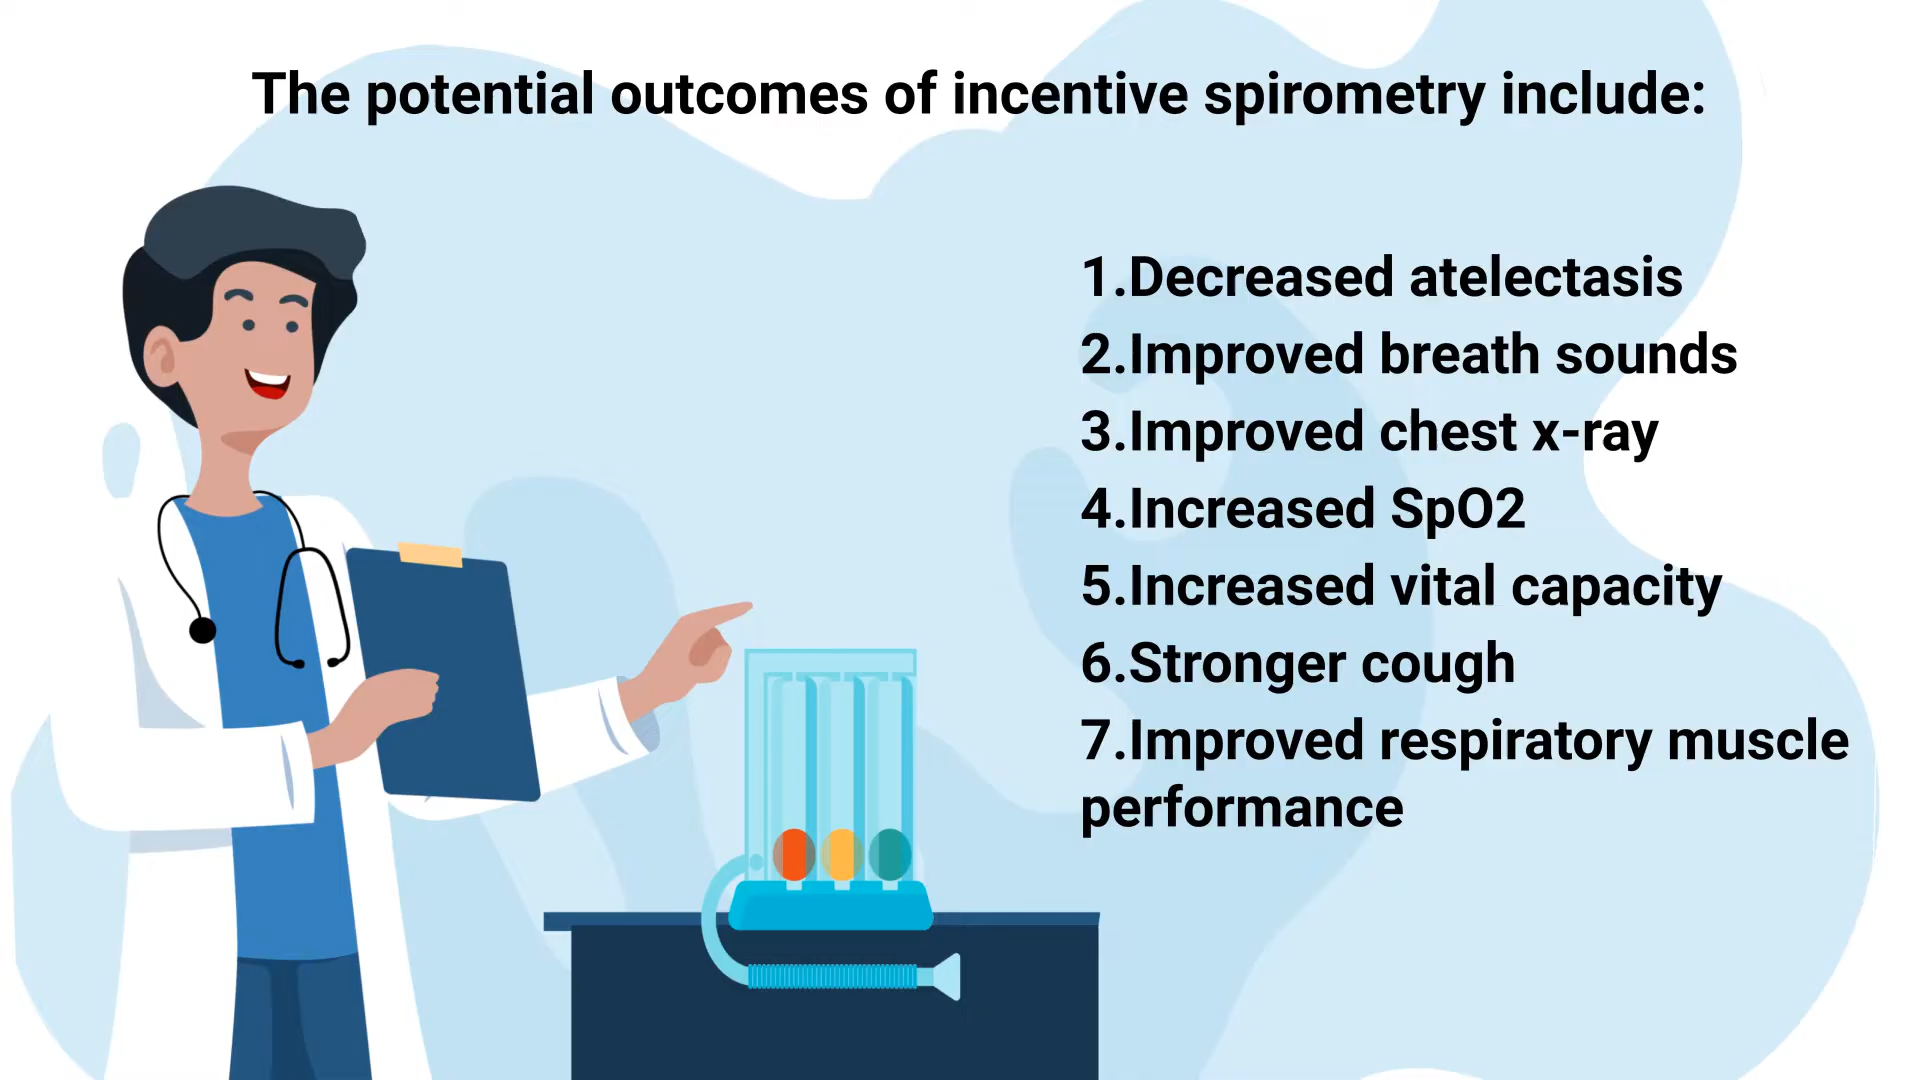 The potential outcomes of incentive spirometry include:
1.Decreased atelectasis
2.Improved breath sounds
3.Improved chest x-ray
4.Increased SpO2
5.Increased vital capacity
6.Stronger cough
7.Improved respiratory muscle
performance